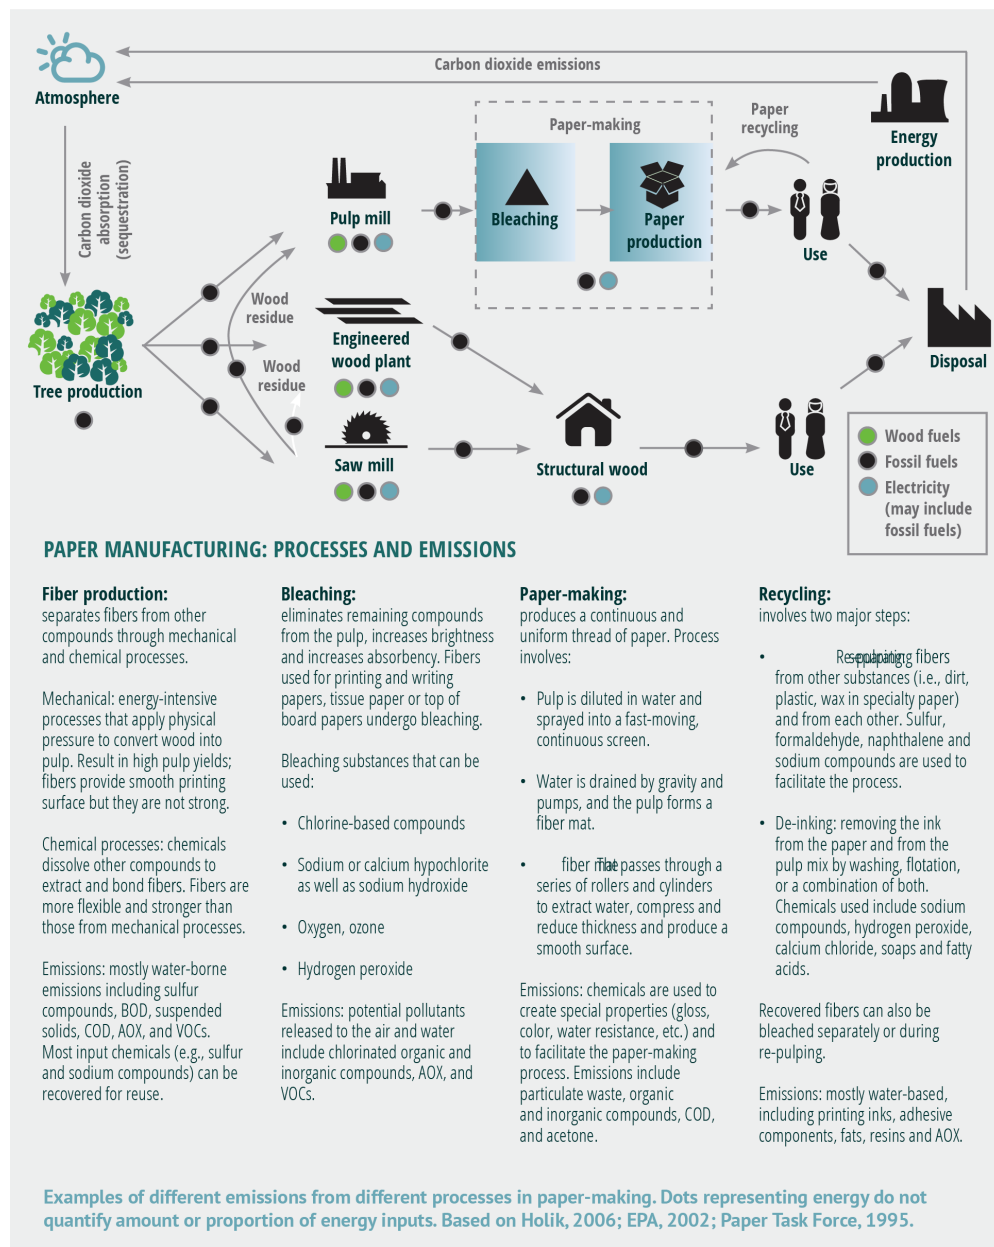 Carbon dioxide emissions
Atmosphere
Paper
recycling
Energy
production
Paper-making
Carbon dioxide
absorption
(sequestration)
Pulp mill
Bleaching
Paper
production
Use
Wood
residue
Engineered
wood plant
Wood
residue
Disposal
Tree production
Saw mill
Structural wood
Use
Wood fuels
Fossil fuels
Electricity
(may include
fossil fuels)
PAPER MANUFACTURING: PROCESSES AND EMISSIONS
Fiber production:
separates fibers from other
compounds through mechanical
and chemical processes.
Mechanical: energy-intensive
processes that apply physical
pressure to convert wood into
pulp. Result in high pulp yields;
fibers provide smooth printing
surface but they are not strong.
Chemical processes: chemicals
dissolve other compounds to
extract and bond fibers. Fibers are
more flexible and stronger than
those from mechanical processes.
Emissions: mostly water-borne
emissions including sulfur
compounds, BOD, suspended
solids, COD, AOX, and VOCs.
Most input chemicals (e.g., sulfur
and sodium compounds) can be
recovered for reuse.
Bleaching:
eliminates remaining compounds
from the pulp, increases brightness
and increases absorbency. Fibers
used for printing and writing
papers, tissue paper or top of
board papers undergo bleaching.
Bleaching substances that can be
used:
• Chlorine-based compounds
• Sodium or calcium hypochlorite
as well as sodium hydroxide
• Oxygen, ozone
• Hydrogen peroxide
Emissions: potential pollutants
released to the air and water
include chlorinated organic and
inorganic compounds, AOX, and
VOCs.
Paper-making:
produces a continuous and
uniform thread of paper. Process
involves:
• Pulp is diluted in water and
sprayed into a fast-moving,
continuous screen.
• Water is drained by gravity and
pumps, and the pulp forms a
fiber mat.
• fiber mat The passes through a
series of rollers and cylinders
to extract water, compress and
reduce thickness and produce a
smooth surface.
Emissions: chemicals are used to
create special properties (gloss,
color, water resistance, etc.) and
to facilitate the paper-making
process. Emissions include
particulate waste, organic
and inorganic compounds, COD,
and acetone.
Recycling:
involves two major steps:
• fibers
from other substances (i.e., dirt,
plastic, wax in specialty paper)
and from each other. Sulfur,
formaldehyde, naphthalene and
sodium compounds are used to
facilitate the process.
• De-inking: removing the ink
from the paper and from the
pulp mix by washing, flotation,
or a combination of both.
Chemicals used include sodium
compounds, hydrogen peroxide,
calcium chloride, soaps and fatty
acids.
Recovered fibers can also be
bleached separately or during
re-pulping.
Emissions: mostly water-based,
including printing inks, adhesive
components, fats, resins and AOX.
Examples of different emissions from different processes in paper-making. Dots representing energy do not
quantify amount or proportion of energy inputs. Based on Holik, 2006; EPA, 2002; Paper Task Force, 1995.